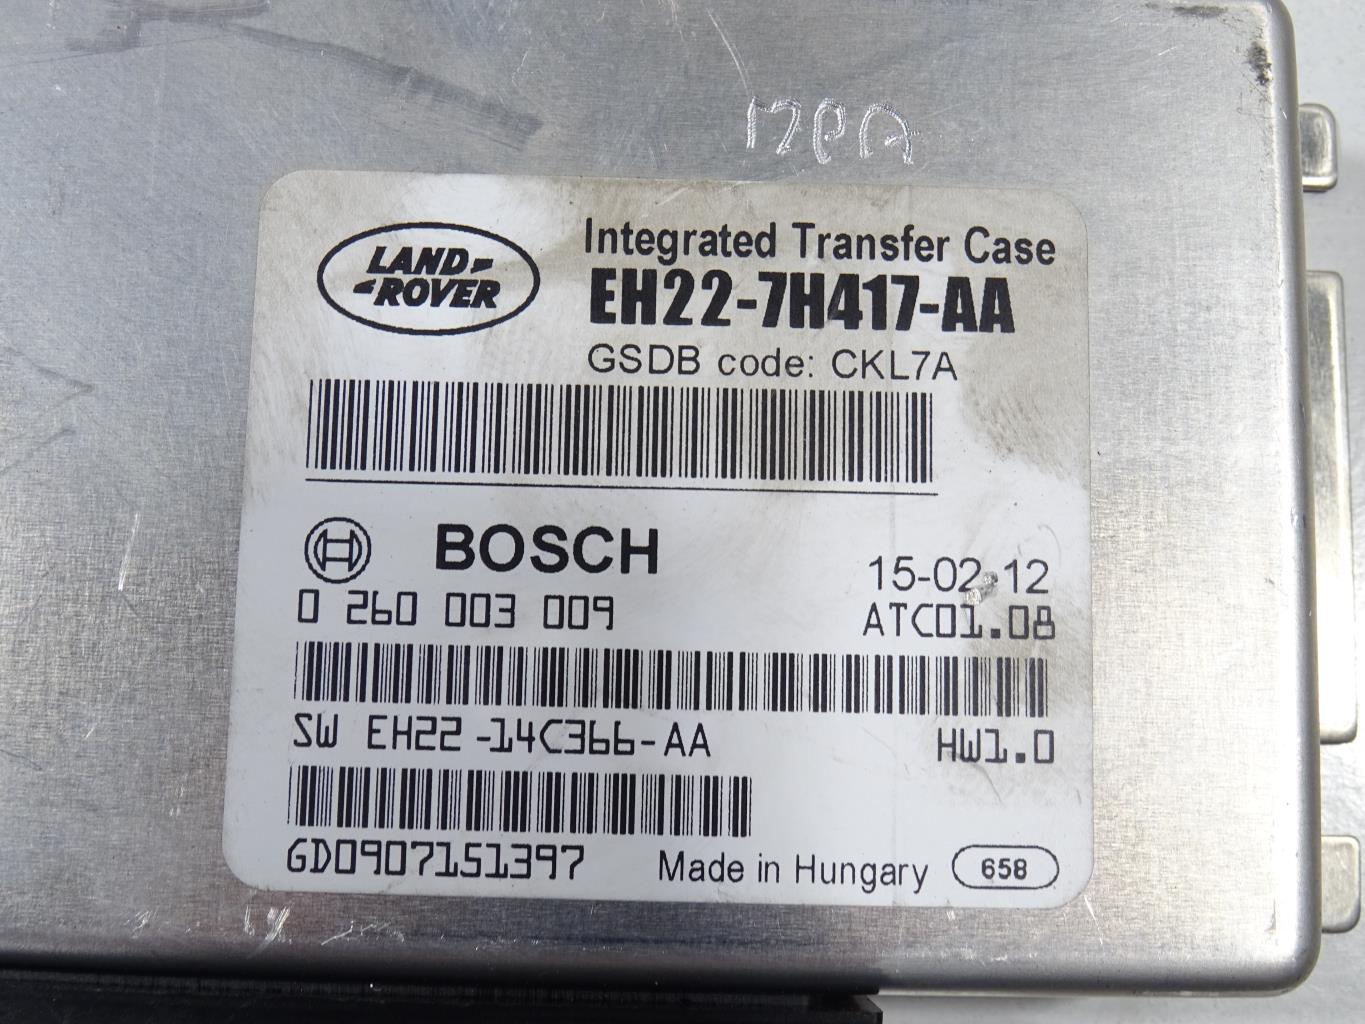 ПРА
LAND
ROVER
Integrated Transfer Case
EH22-7H417-AA
GSDB code: CKL7A
BOSCH
15-02-12
0 260 003 009
ATC01.08
SW EH22-14C366-AA
HW1.0
GD0907151397
Made in Hungary
658